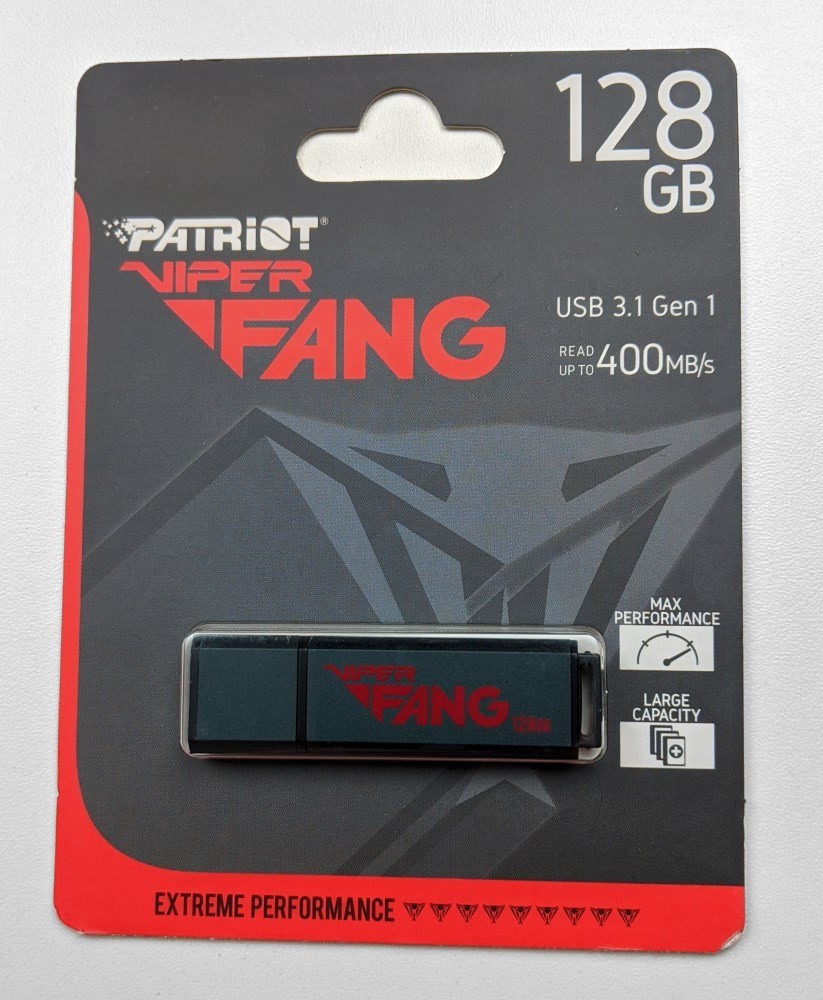 128
GB
PATRIOT®
VIPER
FANG
USB 3.1 Gen 1
READ
UP TO 400MB/s
MAX
PERFORMANCE
LARGE
CAPACITY
VIPER
FANG 128GB
EXTREME PERFORMANCE